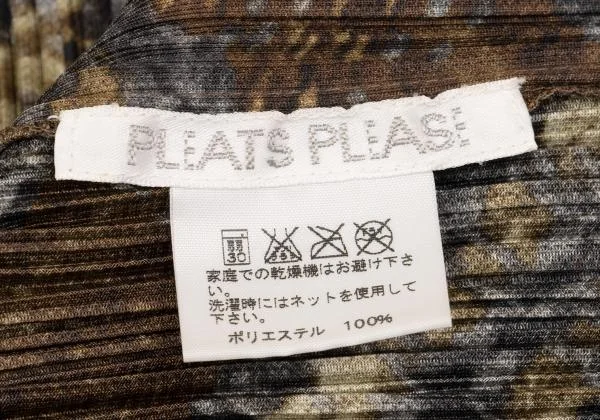 PLEATS PLEASE
30
家庭での乾燥機はお避け下さ
い。
洗濯時にはネットを使用して
下さい。
ポリエステル 100%